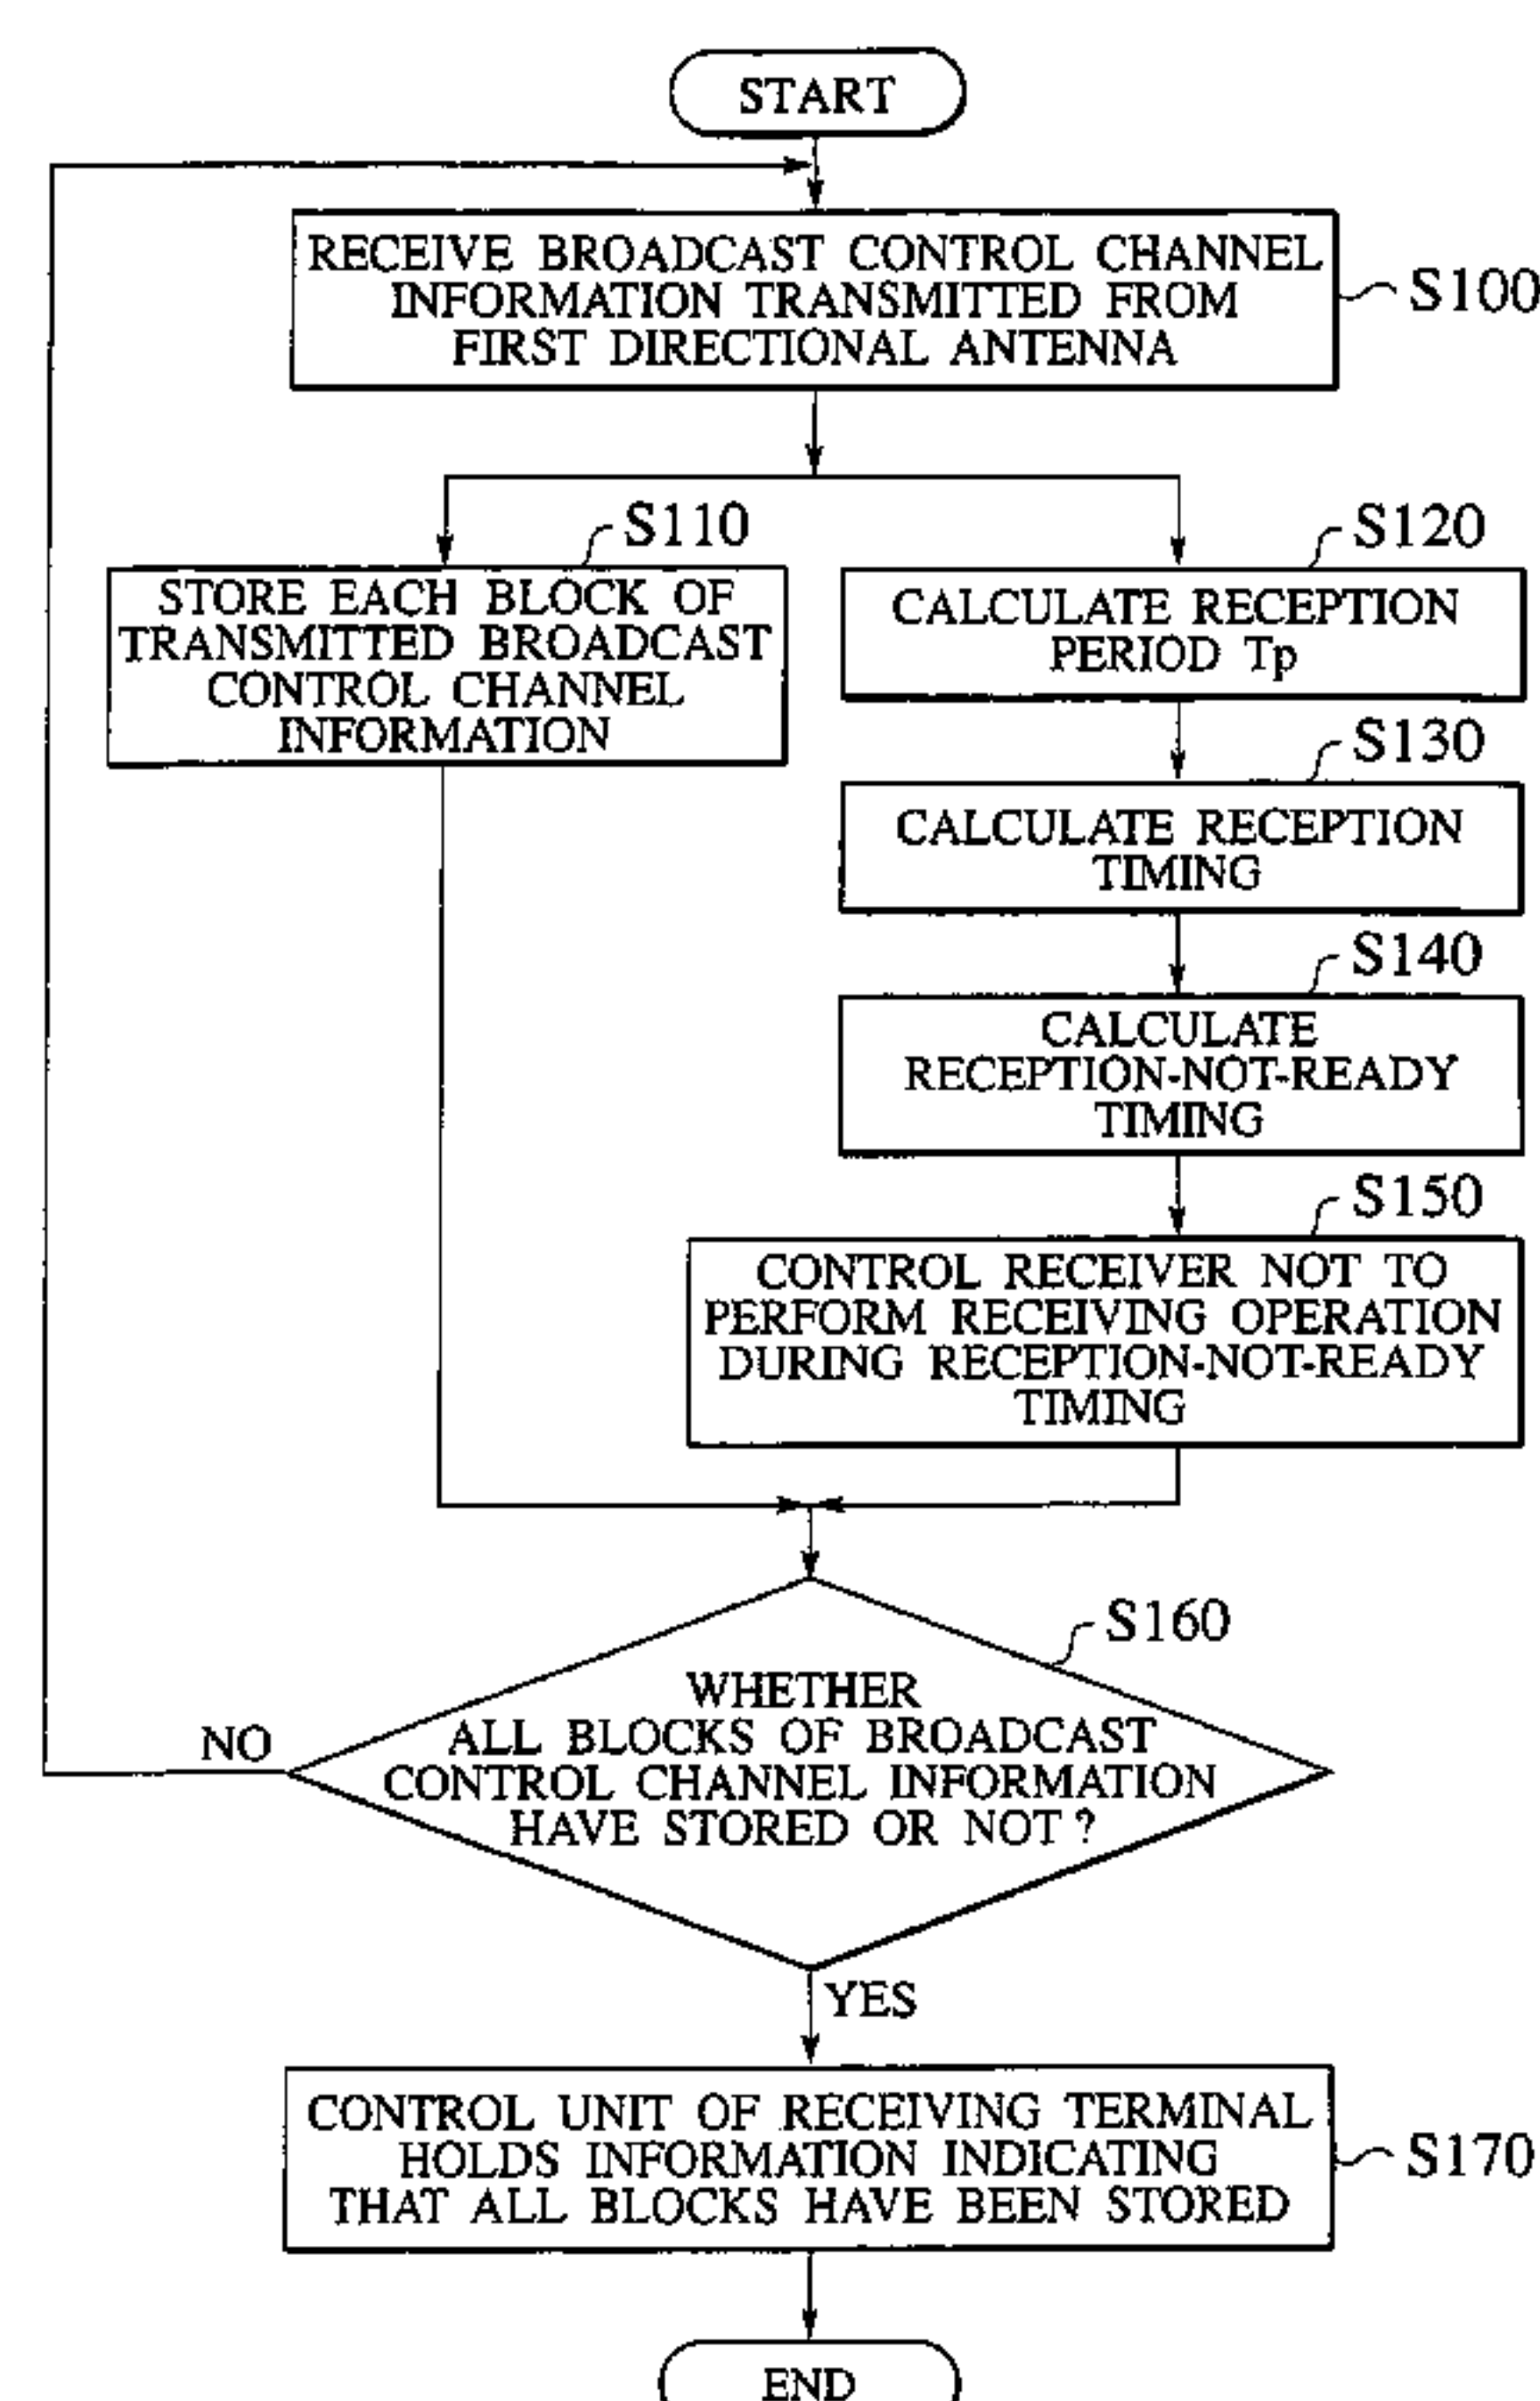 START
RECEIVE BROADCAST CONTROL CHANNEL
INFORMATION TRANSMITTED FROM
FIRST DIRECTIONAL ANTENNA
S100
S110
STORE EACH BLOCK OF
TRANSMITTED BROADCAST
CONTROL CHANNEL
INFORMATION
S120
CALCULATE RECEPTION
PERIOD Tp
S130
CALCULATE RECEPTION
TIMING
S140
CALCULATE
RECEPTION-NOT-READY
TIMING
S150
CONTROL RECEIVER NOT TO
PERFORM RECEIVING OPERATION
DURING RECEPTION-NOT-READY
TIMING
S160
WHETHER
ALL BLOCKS OF BROADCAST
CONTROL CHANNEL INFORMATION
HAVE STORED OR NOT?
NO
YES
CONTROL UNIT OF RECEIVING TERMINAL
HOLDS INFORMATION INDICATING
THAT ALL BLOCKS HAVE BEEN STORED
S170
END